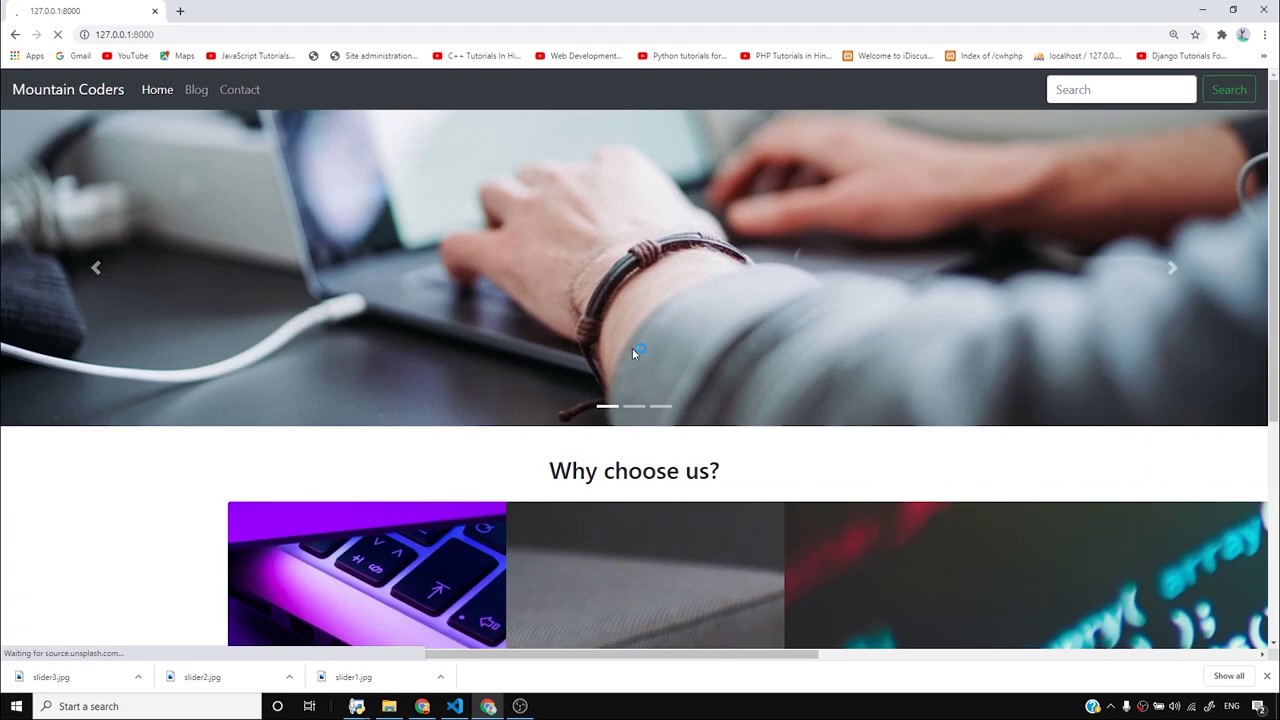 127.0.0.1:8000
127.0.0.1:8000
Apps Gmail YouTube Maps JavaScript Tutorials... Site administration... C++ Tutorials In Hi... Web Development... Python tutorials for... PHP Tutorials in Hin... Welcome to iDiscus... Index of /cwhphp localhost / 127.0.0.... Django Tutorials Fo... »
Mountain Coders Home Blog Contact Search Search
Why choose us?
array
Waiting for source.unsplash.com...
slider3.jpg slider2.jpg slider1.jpg Show all
Start a search ENG 2